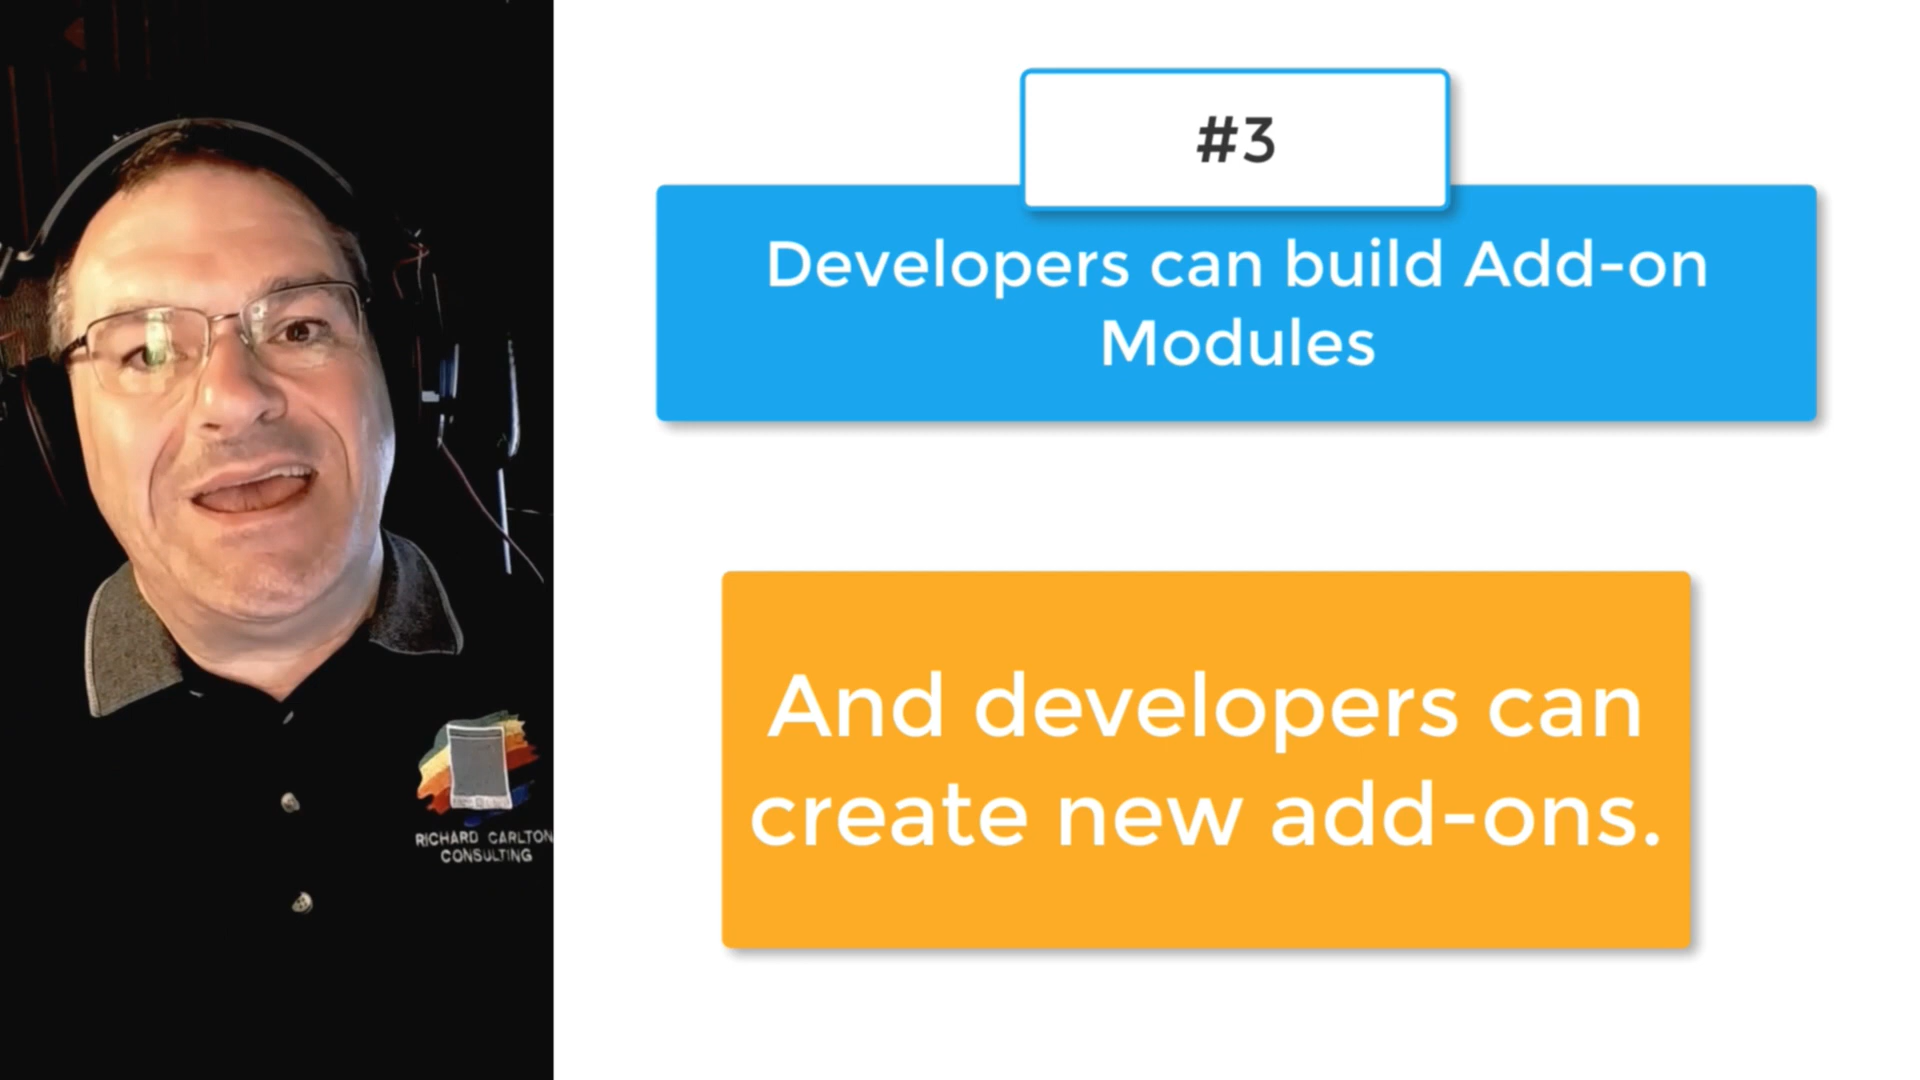 #3
Developers can build Add-on
Modules
And developers can
create new add-ons.
RICHARD CARLTON
CONSULTING